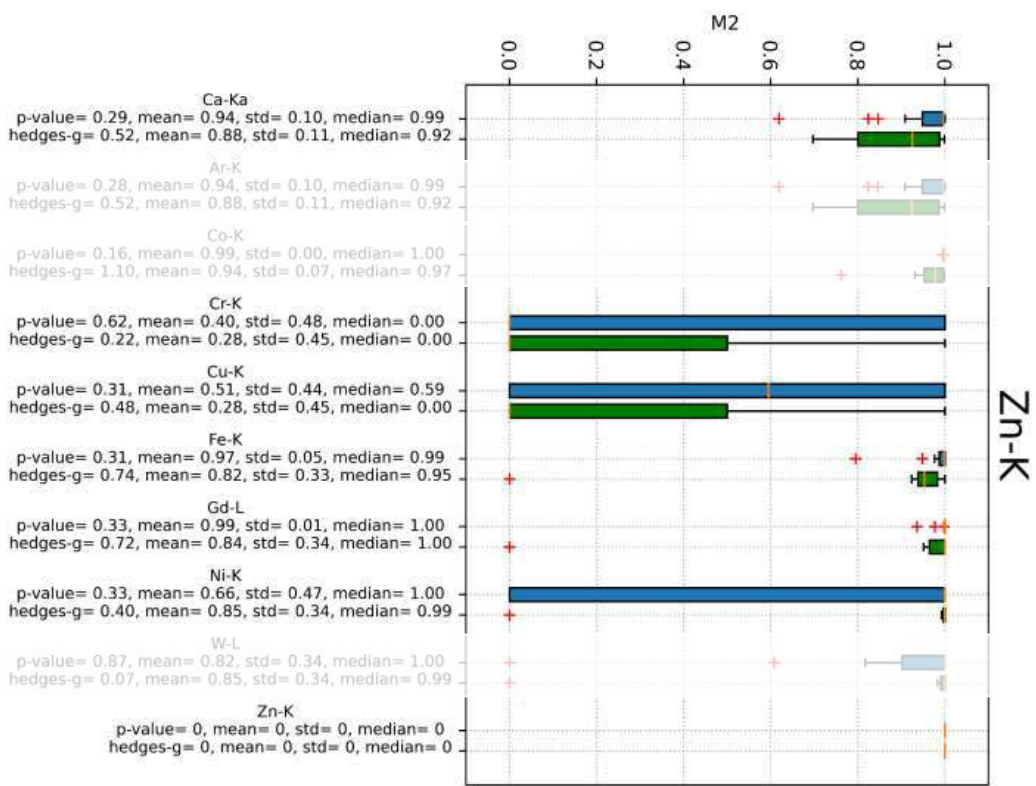 M2
0.0 0.2 0.4 0.6 0.8 1.0
Ca-Ka
p-value= 0.29, mean= 0.94, std= 0.10, median= 0.99
hedges-g= 0.52, mean= 0.88, std= 0.11, median= 0.92
Ar-K
p-value= 0.28, mean= 0.94, std= 0.10, median= 0.99
hedges-g= 0.52, mean= 0.88, std= 0.11, median= 0.92
Co-K
p-value= 0.16, mean= 0.99, std= 0.00, median= 1.00
hedges-g= 1.10, mean= 0.94, std= 0.07, median= 0.97
Cr-K
p-value= 0.62, mean= 0.40, std= 0.48, median= 0.00
hedges-g= 0.22, mean= 0.28, std= 0.45, median= 0.00
Cu-K
p-value= 0.31, mean= 0.51, std= 0.44, median= 0.59
hedges-g= 0.48, mean= 0.28, std= 0.45, median= 0.00
Fe-K
p-value= 0.31, mean= 0.97, std= 0.05, median= 0.99
hedges-g= 0.74, mean= 0.82, std= 0.33, median= 0.95
Gd-L
p-value= 0.33, mean= 0.99, std= 0.01, median= 1.00
hedges-g= 0.72, mean= 0.84, std= 0.34, median= 1.00
Ni-K
p-value= 0.33, mean= 0.66, std= 0.47, median= 1.00
hedges-g= 0.40, mean= 0.85, std= 0.34, median= 0.99
W-L
p-value= 0.87, mean= 0.82, std= 0.34, median= 1.00
hedges-g= 0.07, mean= 0.85, std= 0.34, median= 0.99
Zn-K
p-value= 0, mean= 0, std= 0, median= 0
hedges-g= 0, mean= 0, std= 0, median= 0
Zn-K